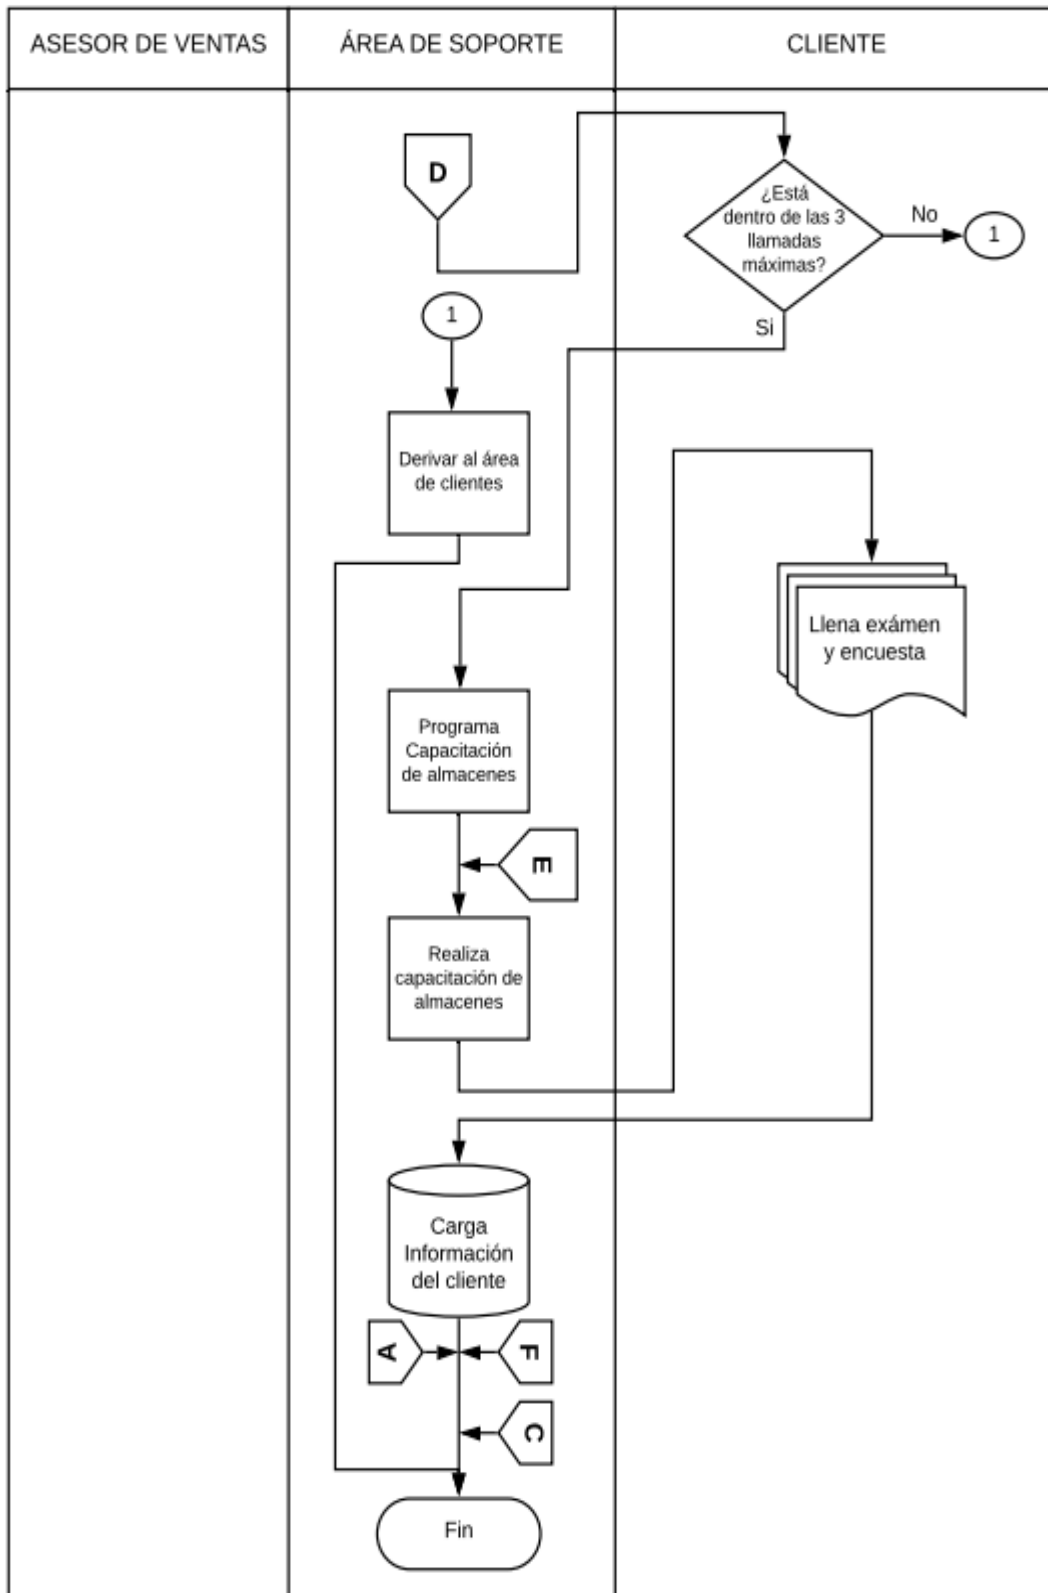 ASESOR DE VENTAS
ÁREA DE SOPORTE
CLIENTE
D
¿Está
dentro de las 3
llamadas
máximas?
No
1
Si
1
Derivar al área
de clientes
Llena exámen
y encuesta
Programa
Capacitación
de almacenes
E
Realiza
capacitación de
almacenes
Carga
Información
del cliente
A
F
C
Fin